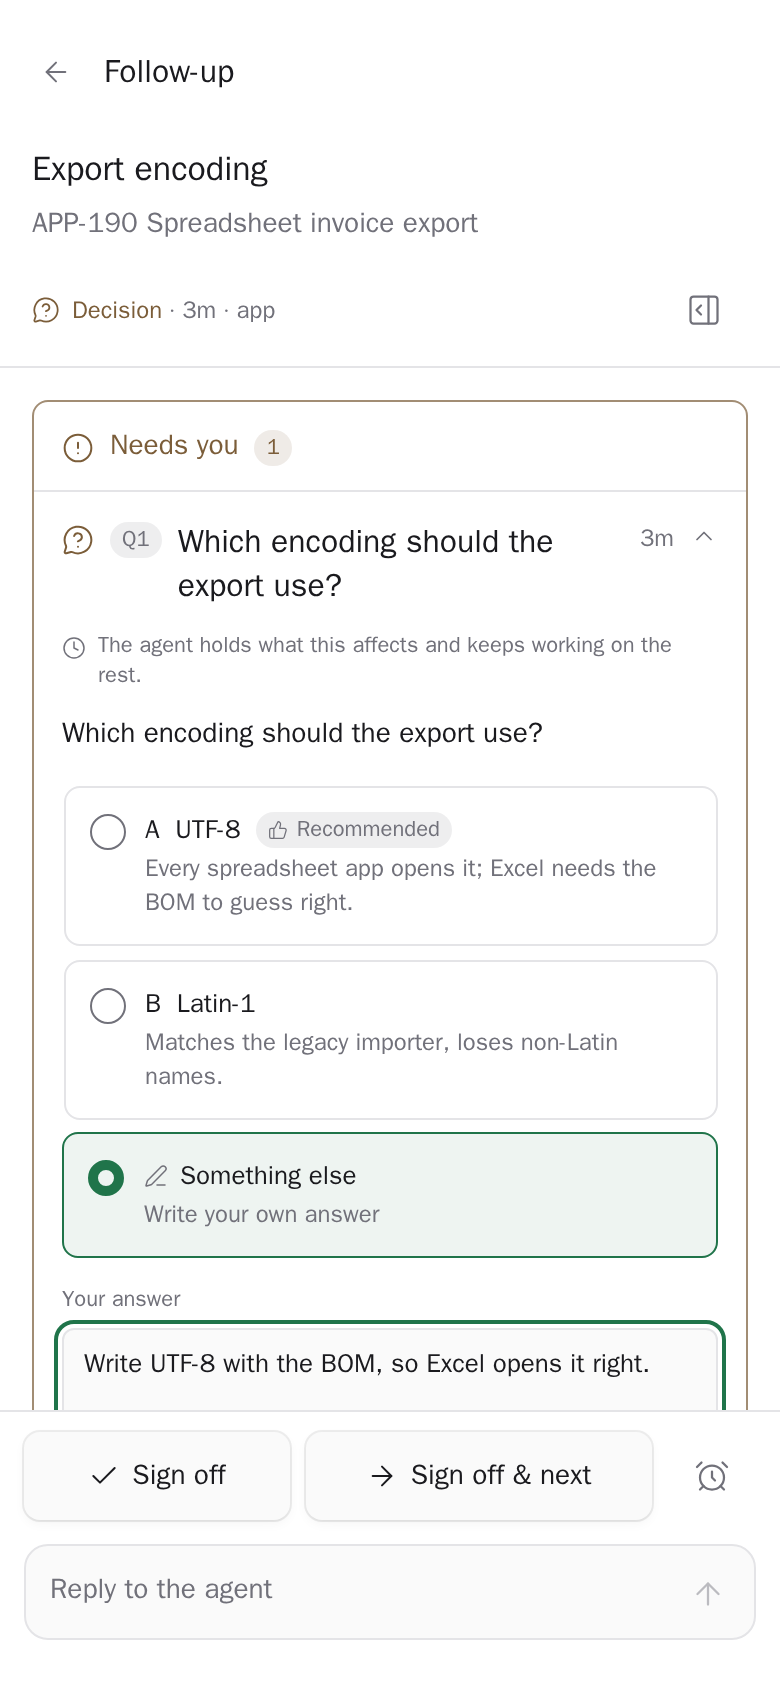 Follow-up
Export encoding
APP-190 Spreadsheet invoice export
Decision · 3m · app
Needs you 1
Q1 Which encoding should the 3m
export use?
The agent holds what this affects and keeps working on the
rest.
Which encoding should the export use?
A UTF-8 Recommended
Every spreadsheet app opens it; Excel needs the
BOM to guess right.
B Latin-1
Matches the legacy importer, loses non-Latin
names.
Something else
Write your own answer
Your answer
Write UTF-8 with the BOM, so Excel opens it right.
Sign off Sign off & next
Reply to the agent